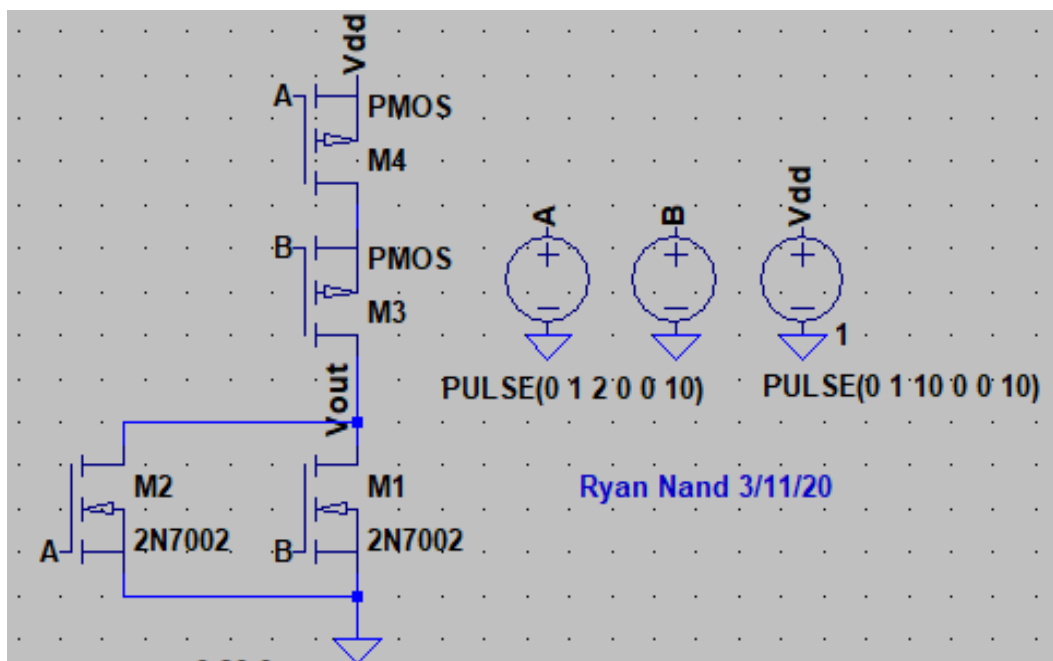 Vdd
A
PMOS
M4
B
PMOS
M3
Vout
M2
2N7002
A
M1
2N7002
B
A
B
Vdd
1
PULSE(0 1 2 0 0 10)
PULSE(0 1 10 0 0 10)
Ryan Nand 3/11/20